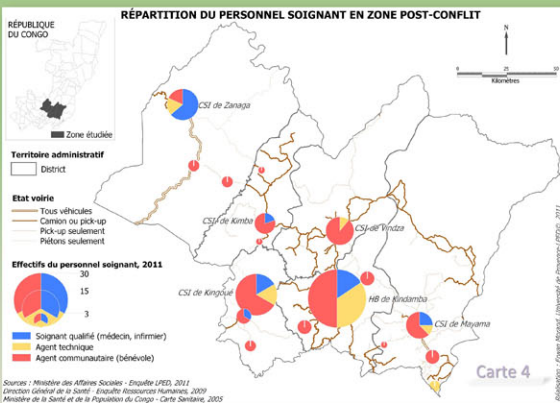 RÉPARTITION DU PERSONNEL SOIGNANT EN ZONE POST-CONFLIT
RÉPUBLIQUE
DU CONGO
Zone étudiée
N
0 25 50
Kilomètres
Territoire administratif
District
Etat voirie
Tous véhicules
Camion ou pick-up
Pick-up seulement
Piétons seulement
Effectifs du personnel soignant, 2011
30
15
3
Soignant qualifié (médecin, infirmier)
Agent technique
Agent communautaire (bénévole)
CSI de Zanaga
CSI de Kimba
CSI de Vindza
CSI de Kingoué
HB de Kindamba
CSI de Mayama
Carte 4
Sources : Ministère des Affaires Sociales - Enquête LPED, 2011
Direction Général de la Santé - Enquête Ressources Humaines, 2009
Ministère de la Santé et de la Population du Congo - Carte Sanitaire, 2005